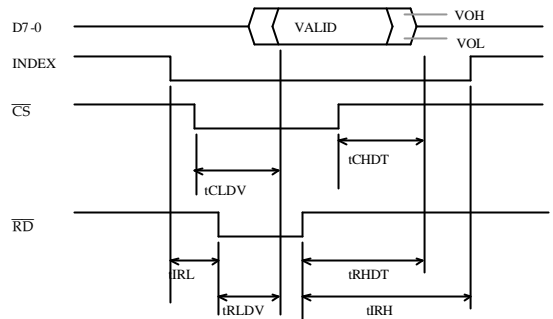 D7-0 VALID VOH
VOL
INDEX
CS
tCHDT
tCLDV
RD
tIRL tRHDT
tRLDV tIRH